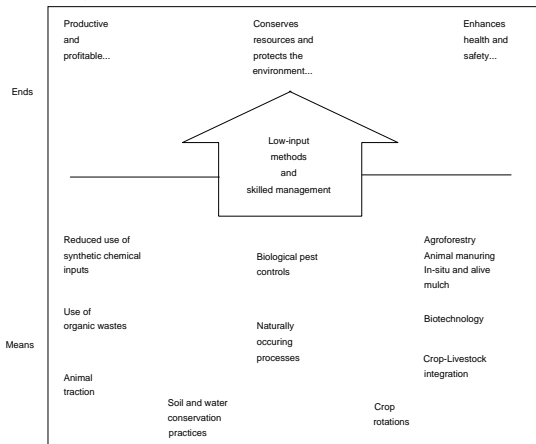 Productive
and
profitable...
Conserves
resources and
protects the
environment...
Enhances
health and
safety...
Ends
Low-input
methods
and
skilled management
Reduced use of
synthetic chemical
inputs
Biological pest
controls
Agroforestry
Animal manuring
In-situ and alive
mulch
Use of
organic wastes
Naturally
occuring
processes
Biotechnology
Means
Crop-Livestock
integration
Animal
traction
Soil and water
conservation
practices
Crop
rotations